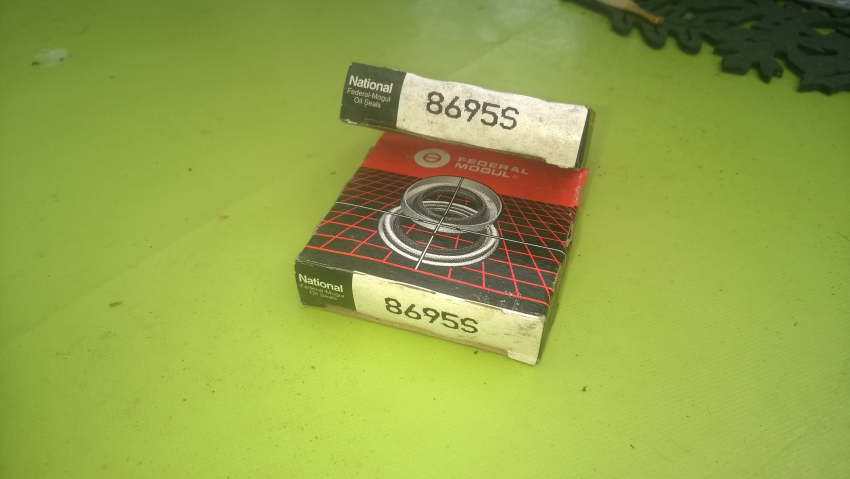 National
Federal-Mogul
Oil Seals
8695S
FEDERAL
MOGUL®
National
Federal-Mogul
Oil Seals
8695S